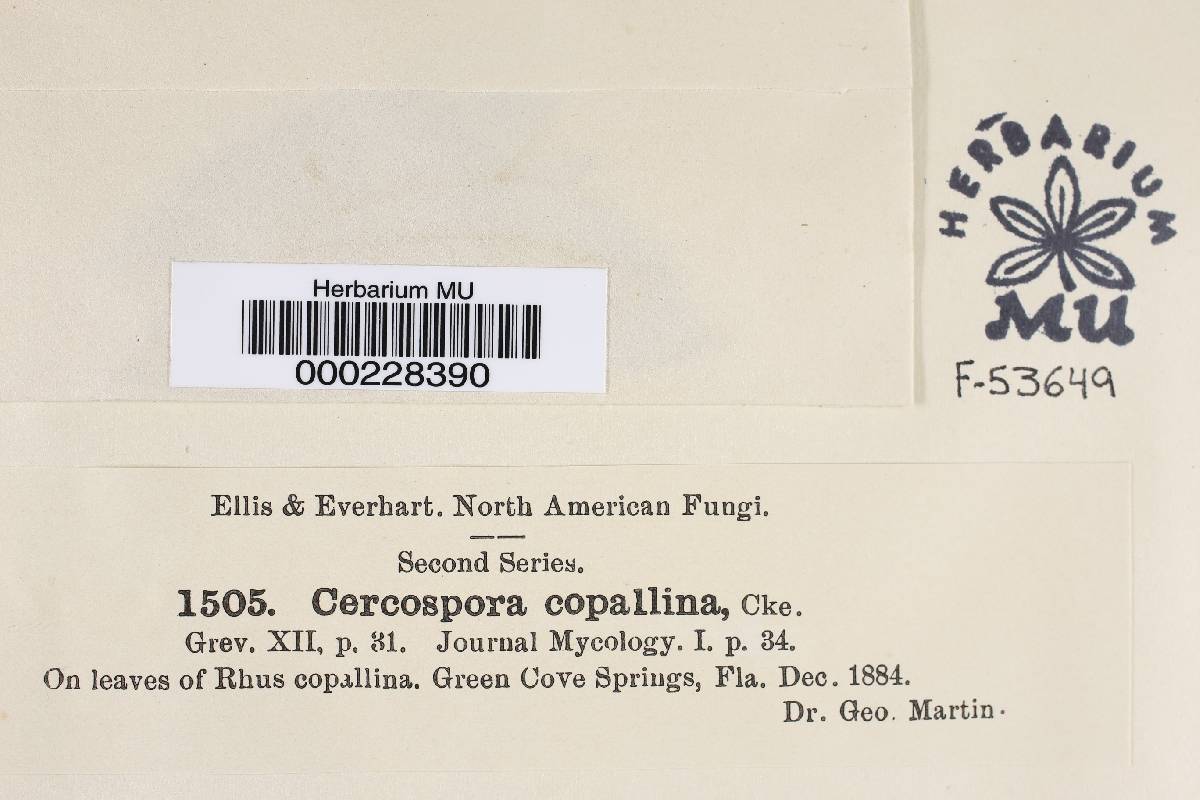 HERBARIUM
MU
F-53649
Herbarium MU
000228390
Ellis & Everhart. North American Fungi.
Second Series.
1505. Cercospora copallina, Cke.
Grev. XII, p. 31. Journal Mycology. I. p. 34.
On leaves of Rhus copallina. Green Cove Springs, Fla. Dec. 1884.
Dr. Geo. Martin.